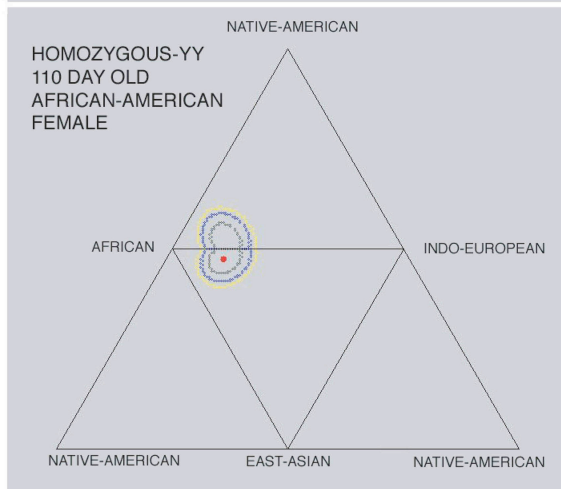 NATIVE-AMERICAN
HOMOZYGOUS-YY
110 DAY OLD
AFRICAN-AMERICAN
FEMALE
AFRICAN
INDO-EUROPEAN
NATIVE-AMERICAN
EAST-ASIAN
NATIVE-AMERICAN